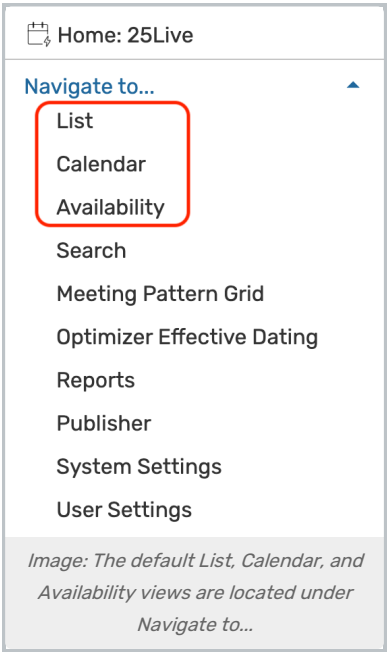 Home: 25Live
Navigate to...
List
Calendar
Availability
Search
Meeting Pattern Grid
Optimizer Effective Dating
Reports
Publisher
System Settings
User Settings
Image: The default List, Calendar, and
Availability views are located under
Navigate to...